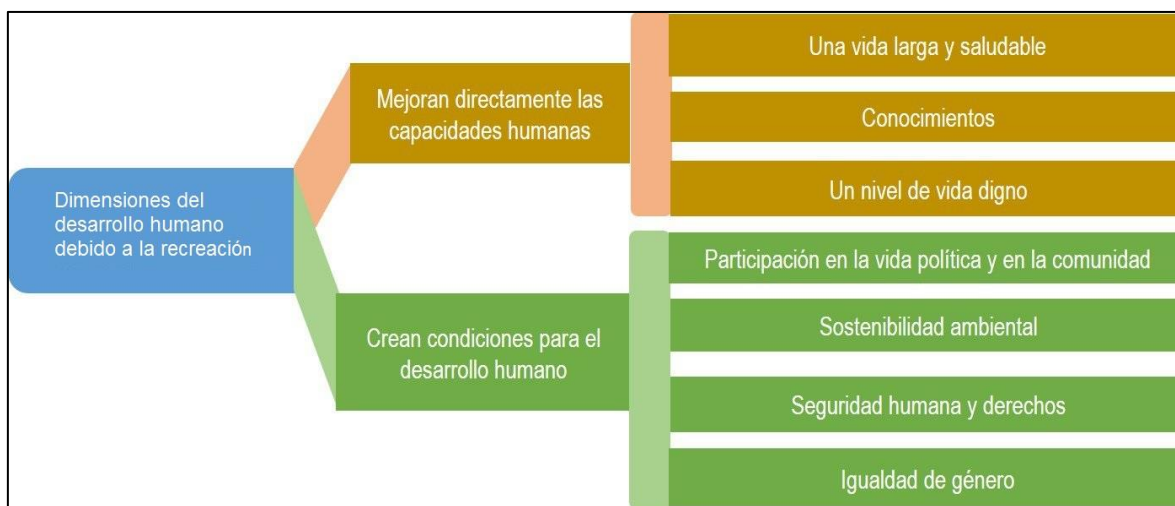 Dimensiones del
desarrollo humano
debido a la recreación
Mejoran directamente las
capacidades humanas
Una vida larga y saludable
Conocimientos
Un nivel de vida digno
Crean condiciones para el
desarrollo humano
Participación en la vida política y en la comunidad
Sostenibilidad ambiental
Seguridad humana y derechos
Igualdad de género